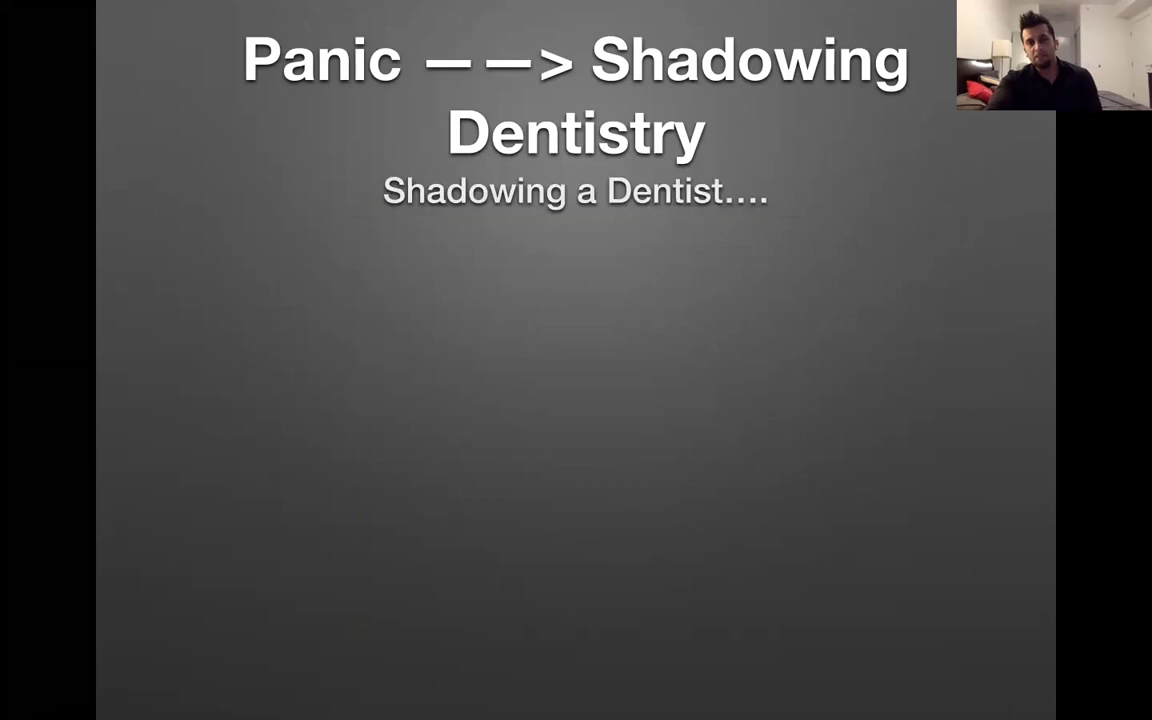 Panic ——> Shadowing
Dentistry
Shadowing a Dentist....